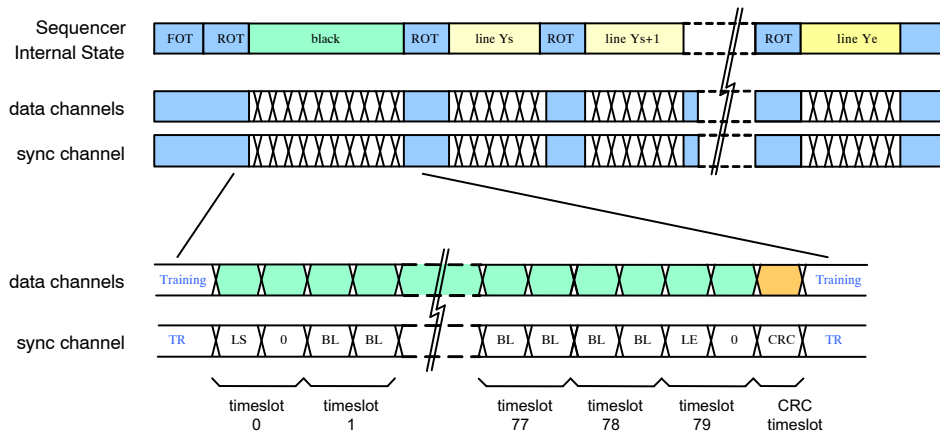 Sequencer
Internal State
FOT ROT black ROT line Ys ROT line Ys+1 ROT line Ye
data channels
sync channel
data channels
Training Training
sync channel
TR LS 0 BL BL BL BL BL BL LE 0 CRC TR
timeslot 0
timeslot 1
timeslot 77
timeslot 78
timeslot 79
CRC timeslot